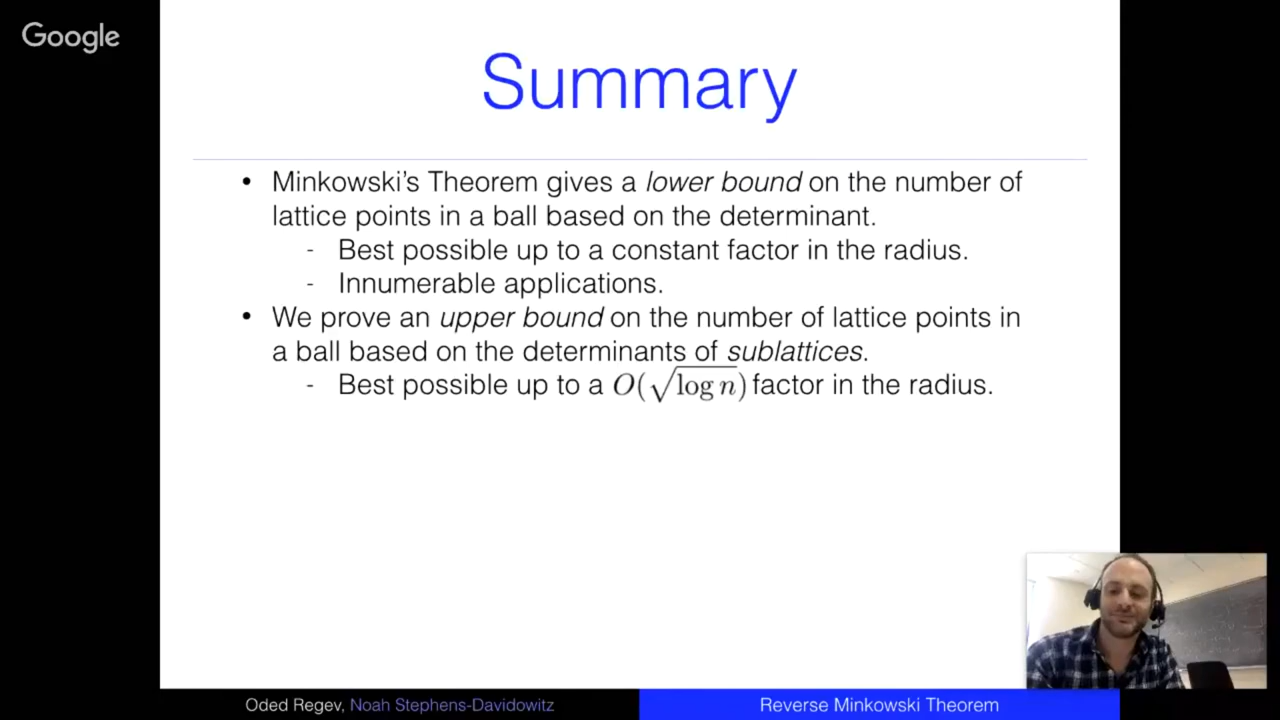 Google
Summary
• Minkowski's Theorem gives a lower bound on the number of
lattice points in a ball based on the determinant.
- Best possible up to a constant factor in the radius.
- Innumerable applications.
• We prove an upper bound on the number of lattice points in
a ball based on the determinants of sublattices.
- Best possible up to a O(√log n) factor in the radius.
Oded Regev, Noah Stephens-Davidowitz
Reverse Minkowski Theorem